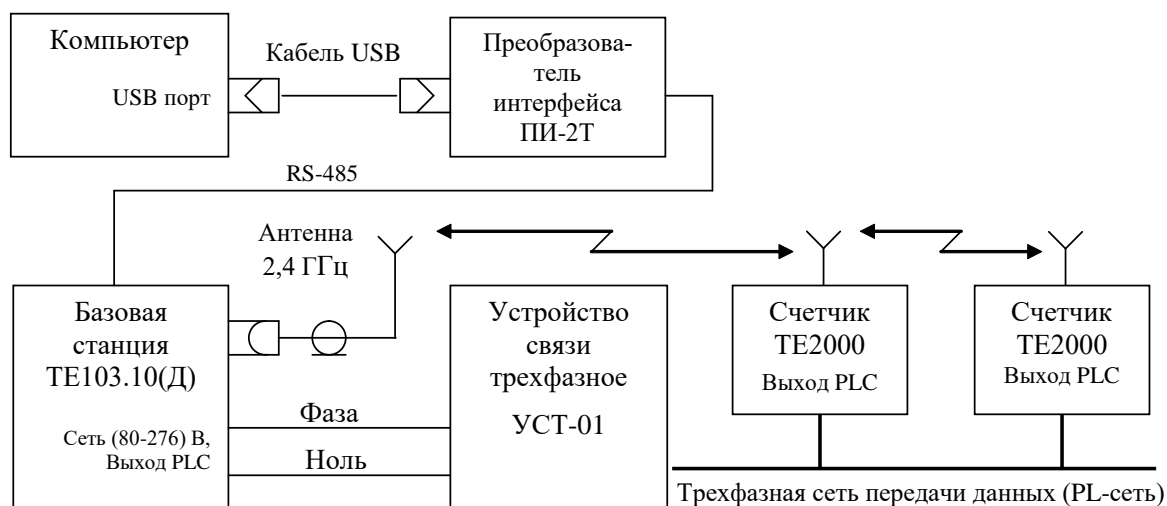 Компьютер
USB порт
Кабель USB
Преобразова-
тель
интерфейса
ПИ-2Т
RS-485
Антенна
2,4 ГГц
Базовая
станция
ТЕ103.10(Д)
Сеть (80-276) В,
Выход PLC
Фаза
Ноль
Устройство
связи
трехфазное
УСТ-01
Счетчик
ТЕ2000
Выход PLC
Счетчик
ТЕ2000
Выход PLC
Трехфазная сеть передачи данных (PL-сеть)